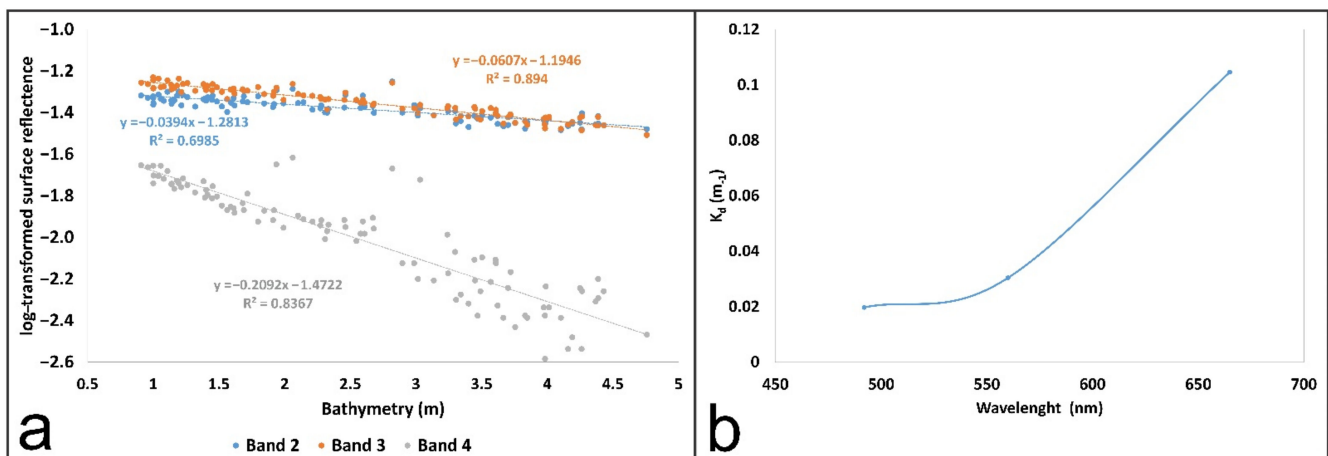 −1.0
−1.2
−1.4
−1.6
−1.8
−2.0
−2.2
−2.4
−2.6
log-transformed surface reflectence
y =−0.0607x−1.1946
R² = 0.894
y=−0.0394x−1.2813
R² = 0.6985
y =−0.2092x−1.4722
R² = 0.8367
0.5 1 1.5 2 2.5 3 3.5 4 4.5 5
Bathymetry (m)
a
Band 2 Band 3 Band 4
0.12
0.1
0.08
0.06
0.04
0.02
0
Kd (m-1)
450 500 550 600 650 700
Wavelenght (nm)
b